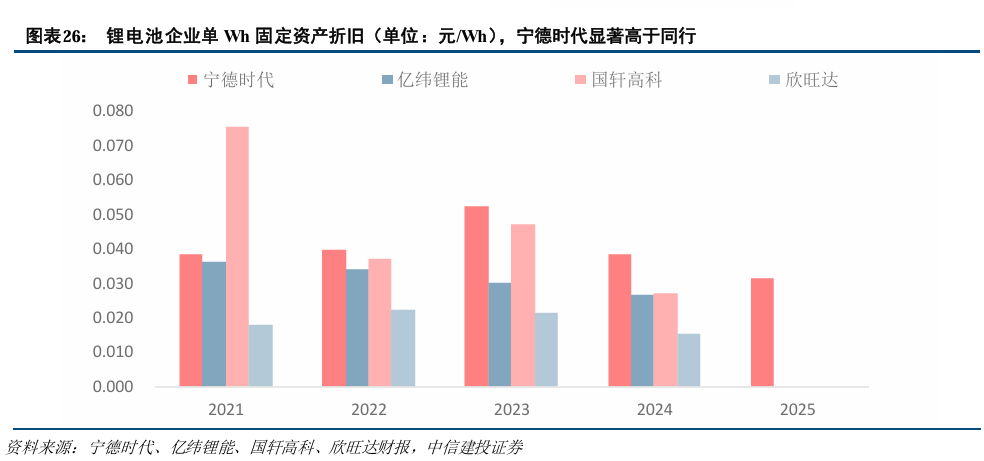 图表26： 锂电池企业单 Wh 固定资产折旧（单位：元/Wh），宁德时代显著高于同行
宁德时代 亿纬锂能 国轩高科 欣旺达
0.080
0.070
0.060
0.050
0.040
0.030
0.020
0.010
0.000
2021 2022 2023 2024 2025
资料来源：宁德时代、亿纬锂能、国轩高科、欣旺达财报，中信建投证券